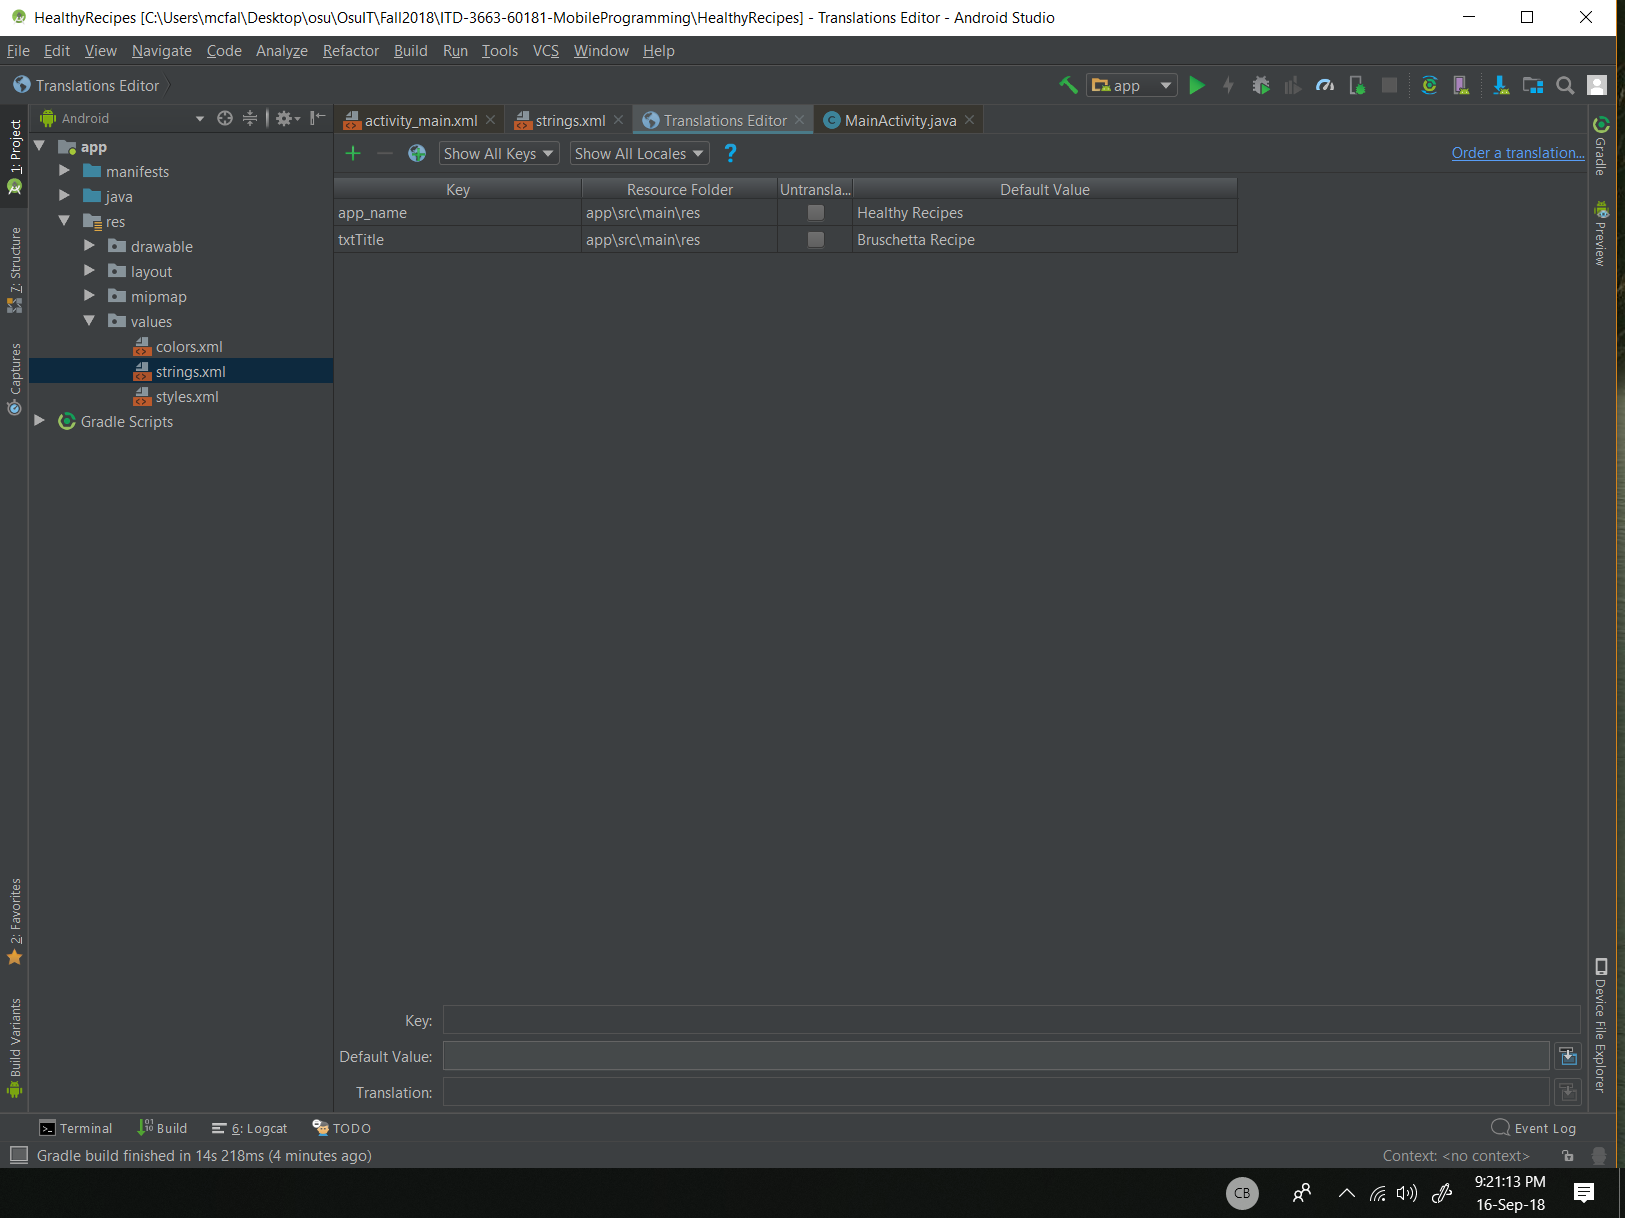 HealthyRecipes [C:\Users\mcfal\Desktop\osu\OsuIT\Fall2018\ITD-3663-60181-MobileProgramming\HealthyRecipes] - Translations Editor - Android Studio
File Edit View Navigate Code Analyze Refactor Build Run Tools VCS Window Help
Translations Editor
app
Android
activity_main.xml
strings.xml
Translations Editor
MainActivity.java
1: Project
7: Structure
Captures
2: Favorites
Build Variants
app
manifests
java
res
drawable
layout
mipmap
values
colors.xml
strings.xml
styles.xml
Gradle Scripts
Show All Keys
Show All Locales
?
Order a translation...
Key Resource Folder Untransla... Default Value
app_name app\src\main\res Healthy Recipes
txtTitle app\src\main\res Bruschetta Recipe
Key:
Default Value:
Translation:
Gradle
Preview
Device File Explorer
Terminal
Build
6: Logcat
TODO
Event Log
Gradle build finished in 14s 218ms (4 minutes ago)
Context: <no context>
CB
9:21:13 PM
16-Sep-18